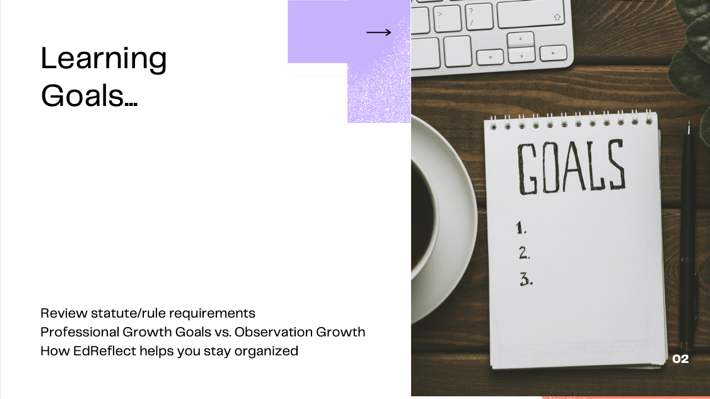 Learning
Goals...
Review statute/rule requirements
Professional Growth Goals vs. Observation Growth
How EdReflect helps you stay organized
GOALS
1.
2.
3.
02